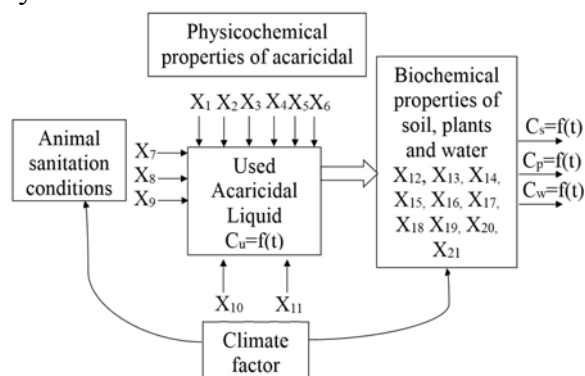 Physicochemical
properties of acaricidal
X1 X2 X3 X4 X5 X6
Animal
sanitation
conditions
X7
X8
X9
Used
Acaricidal
Liquid
Cu=f(t)
X10 X11
Climate
factor
Biochemical
properties of
soil, plants
and water
X12, X13, X14,
X15, X16, X17,
X18 X19, X20,
X21
Cs=f(t)
Cp=f(t)
Cw=f(t)